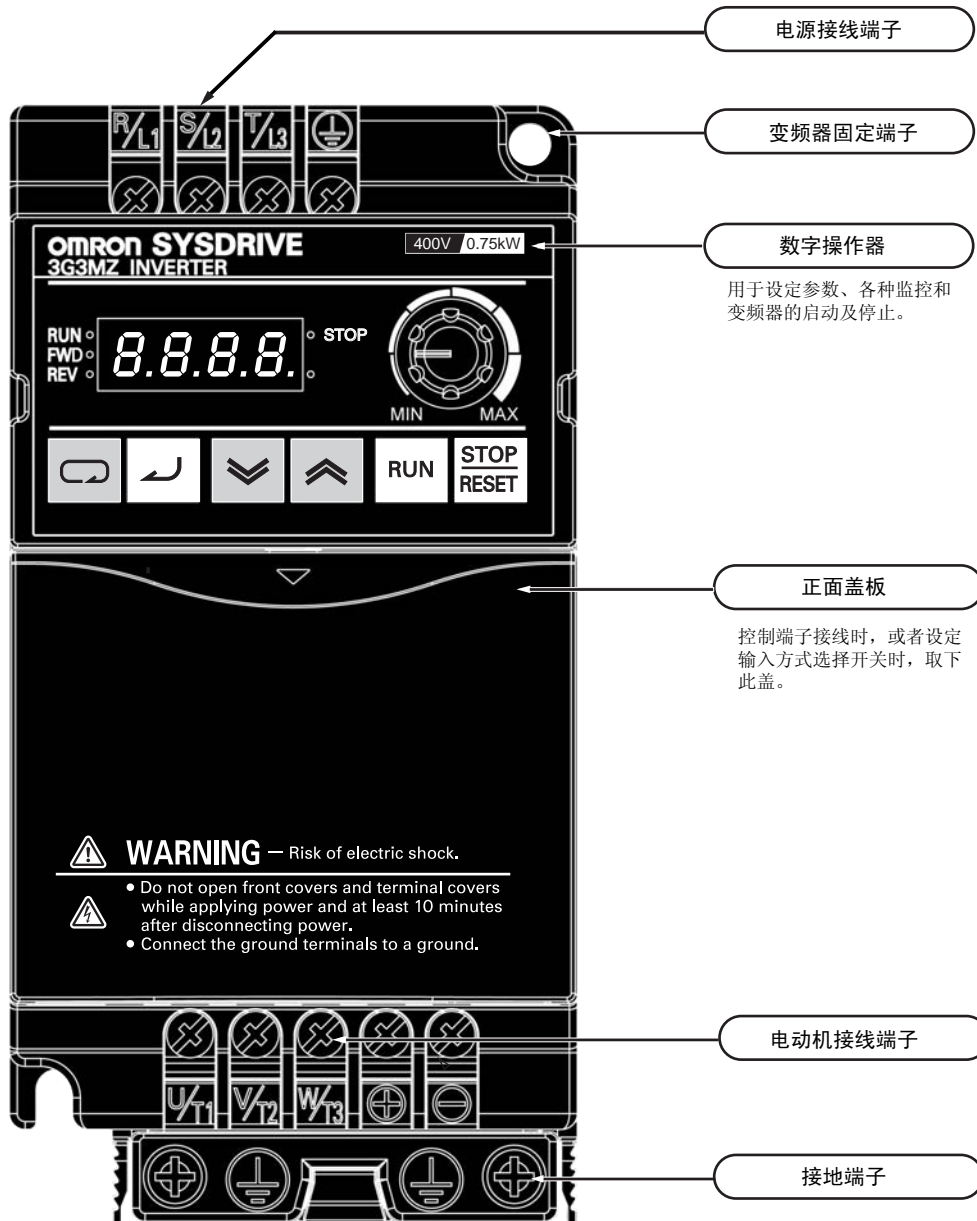 电源接线端子
R/L1 S/L2 T/L3
变频器固定端子
omron SYSDRIVE
3G3MZ INVERTER
400V 0.75kW
数字操作器
用于设定参数、各种监控和
变频器的启动及停止。
RUN
FWD
REV
8.8.8.8.
STOP
MIN MAX
RUN
STOP
RESET
正面盖板
控制端子接线时，或者设定
输入方式选择开关时，取下
此盖。
WARNING – Risk of electric shock.
• Do not open front covers and terminal covers
while applying power and at least 10 minutes
after disconnecting power.
• Connect the ground terminals to a ground.
电动机接线端子
U/T1 V/T2 W/T3 + −
接地端子